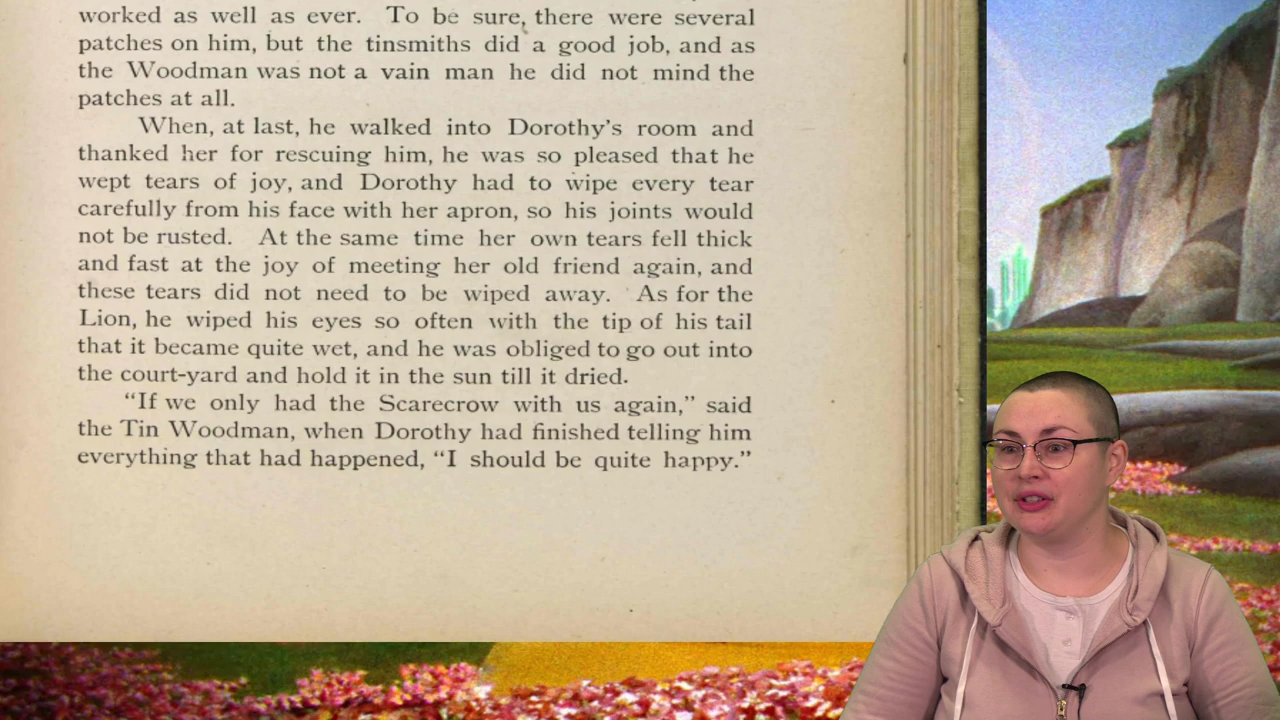 worked as well as ever. To be sure, there were several
patches on him, but the tinsmiths did a good job, and as
the Woodman was not a vain man he did not mind the
patches at all.
When, at last, he walked into Dorothy's room and
thanked her for rescuing him, he was so pleased that he
wept tears of joy, and Dorothy had to wipe every tear
carefully from his face with her apron, so his joints would
not be rusted. At the same time her own tears fell thick
and fast at the joy of meeting her old friend again, and
these tears did not need to be wiped away. As for the
Lion, he wiped his eyes so often with the tip of his tail
that it became quite wet, and he was obliged to go out into
the court-yard and hold it in the sun till it dried.
"If we only had the Scarecrow with us again," said
the Tin Woodman, when Dorothy had finished telling him
everything that had happened, "I should be quite happy."